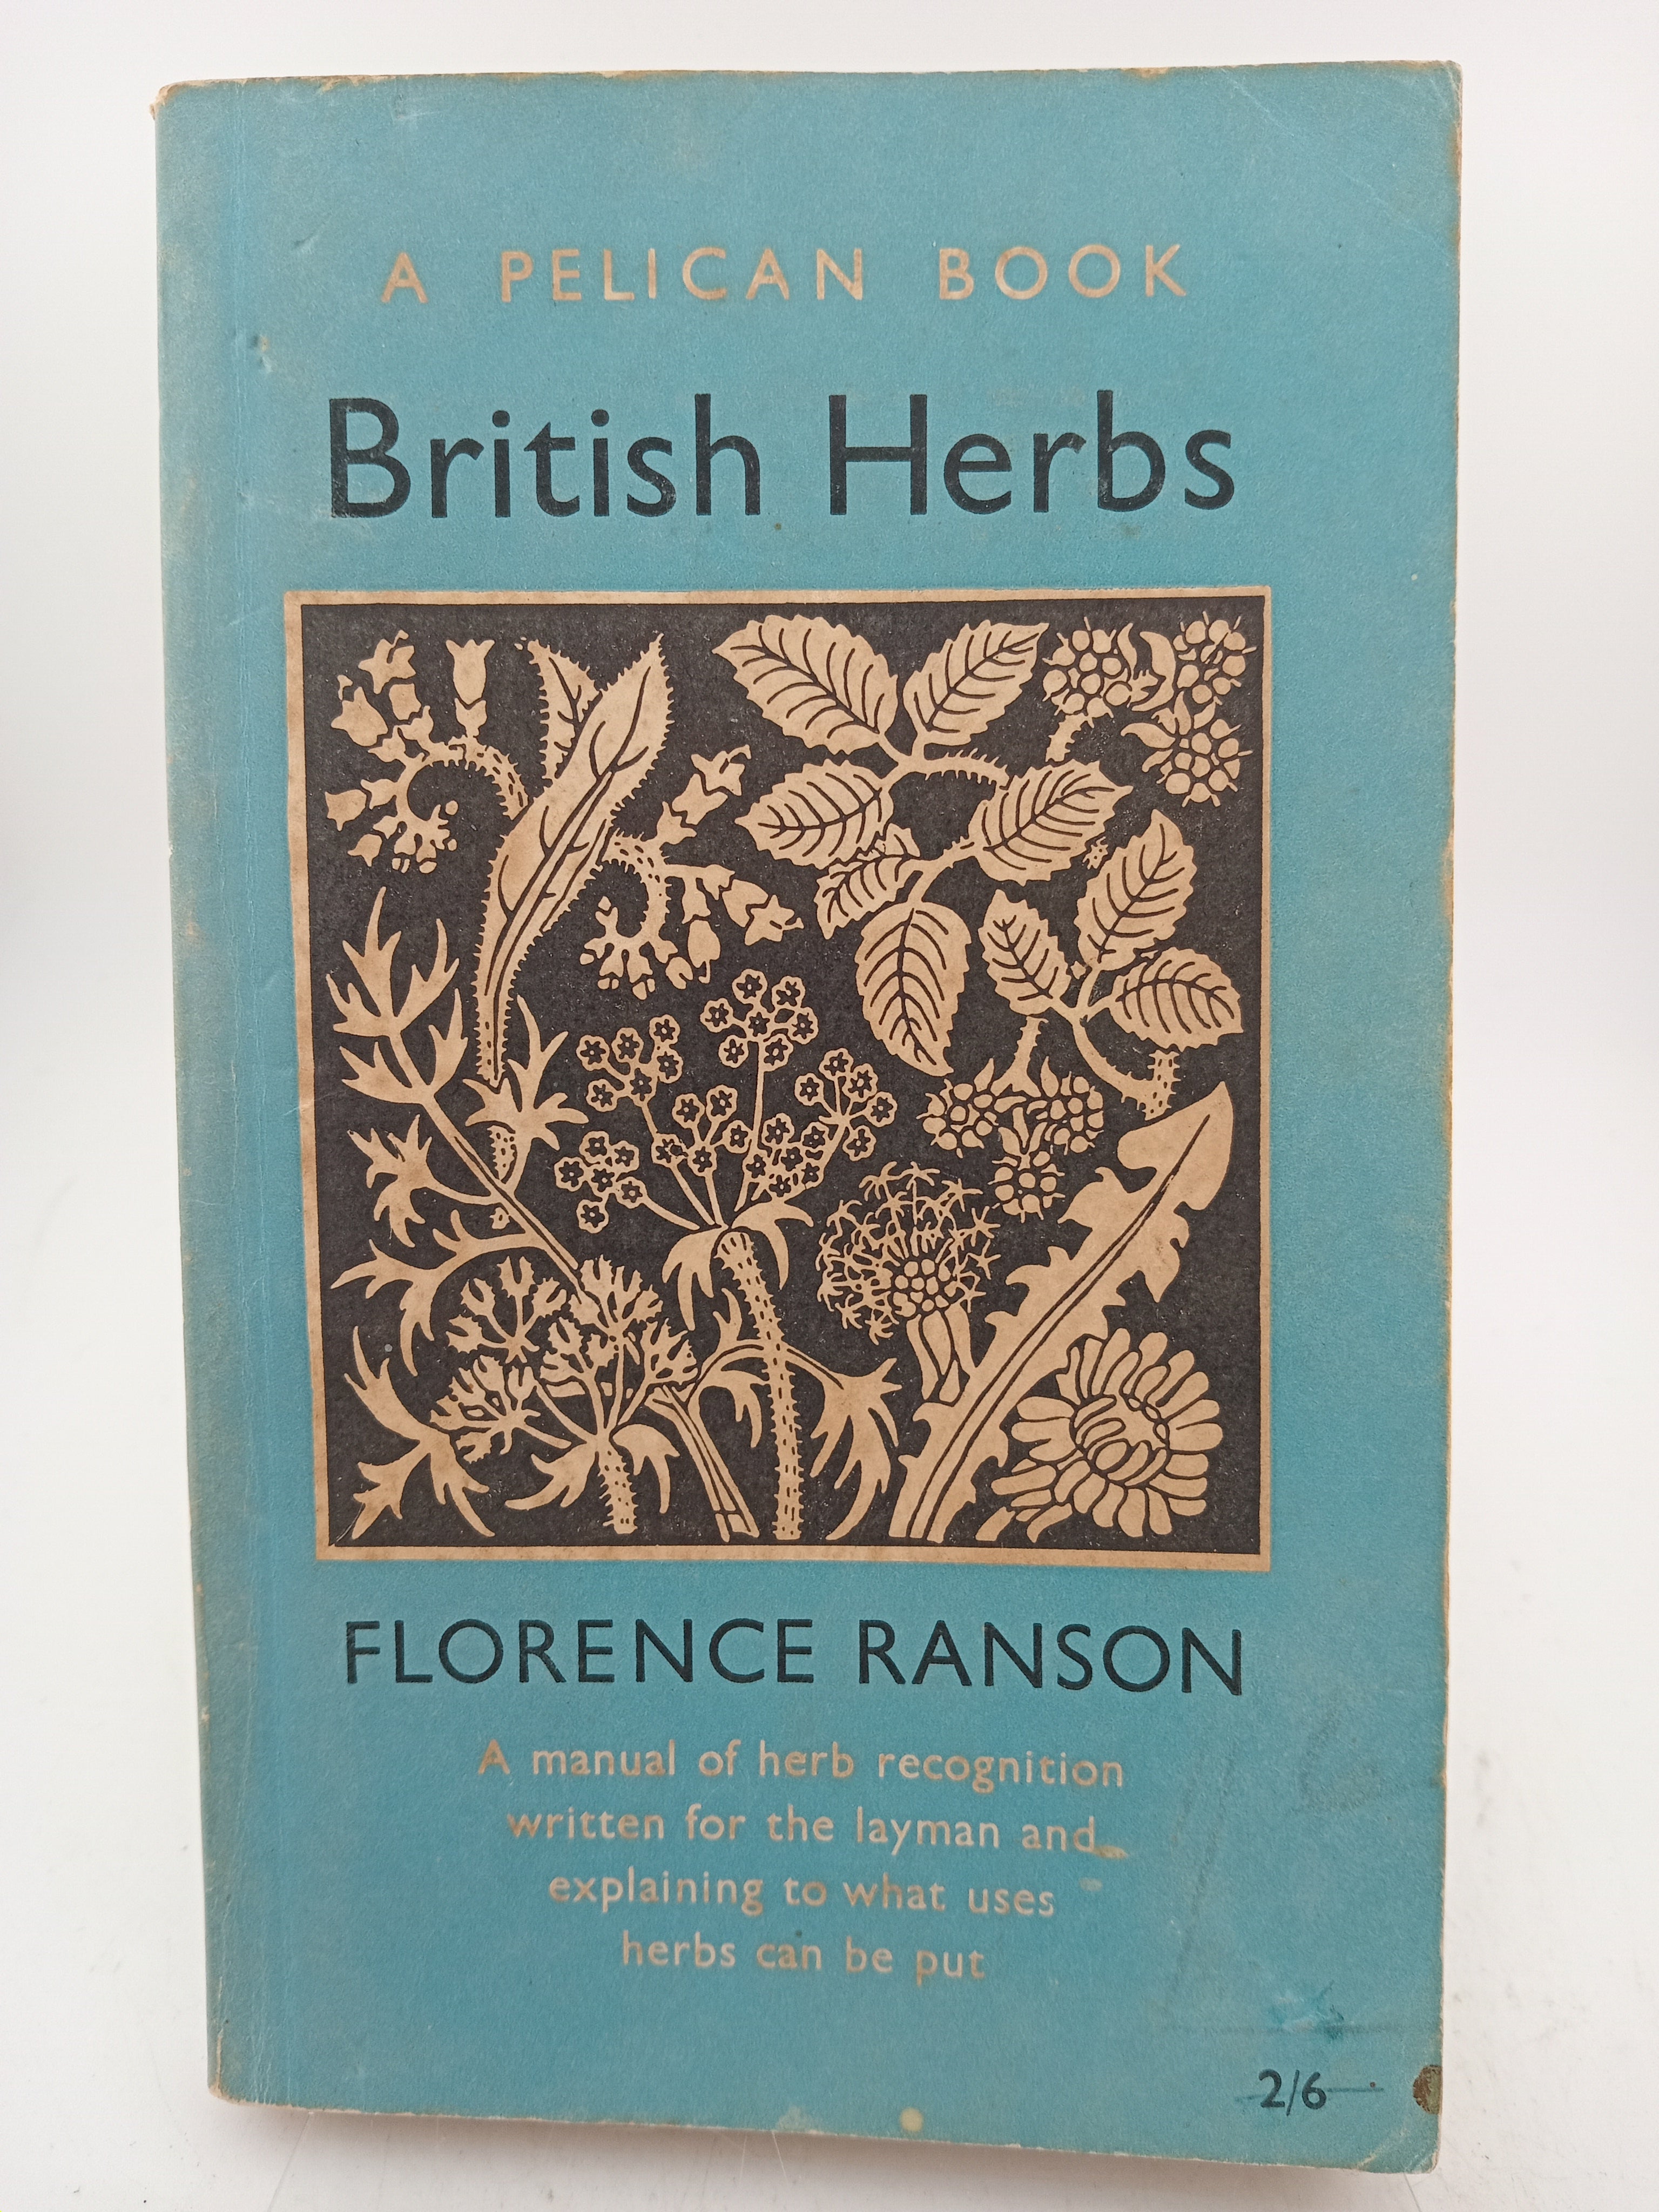 A PELICAN BOOK
British Herbs
FLORENCE RANSON
A manual of herb recognition
written for the layman and
explaining to what uses
herbs can be put
2/6